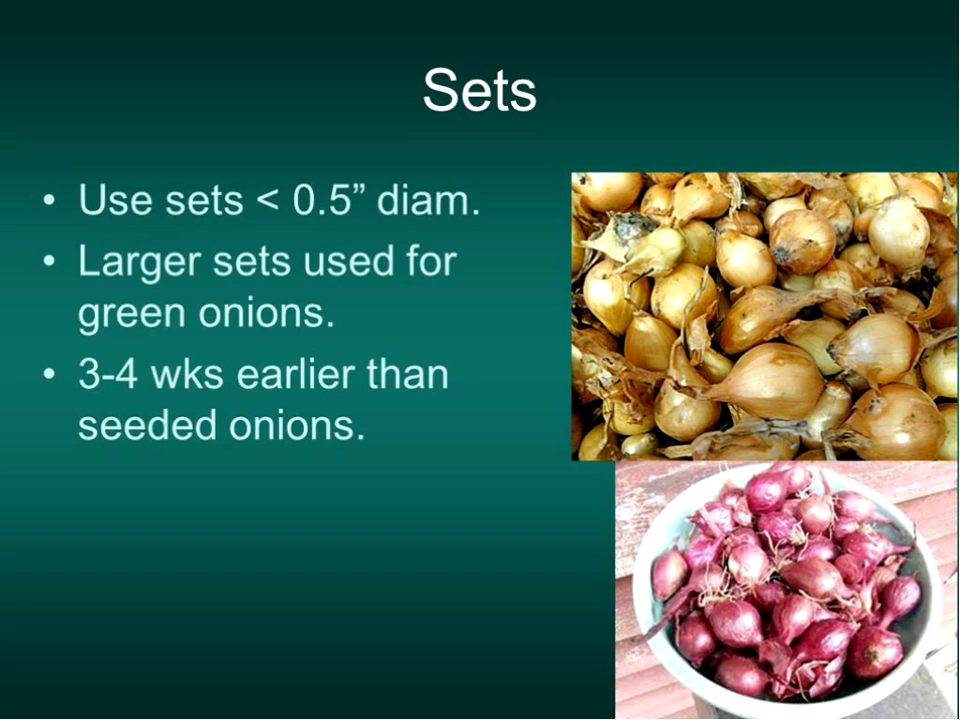 Sets
• Use sets < 0.5” diam.
• Larger sets used for
green onions.
• 3-4 wks earlier than
seeded onions.